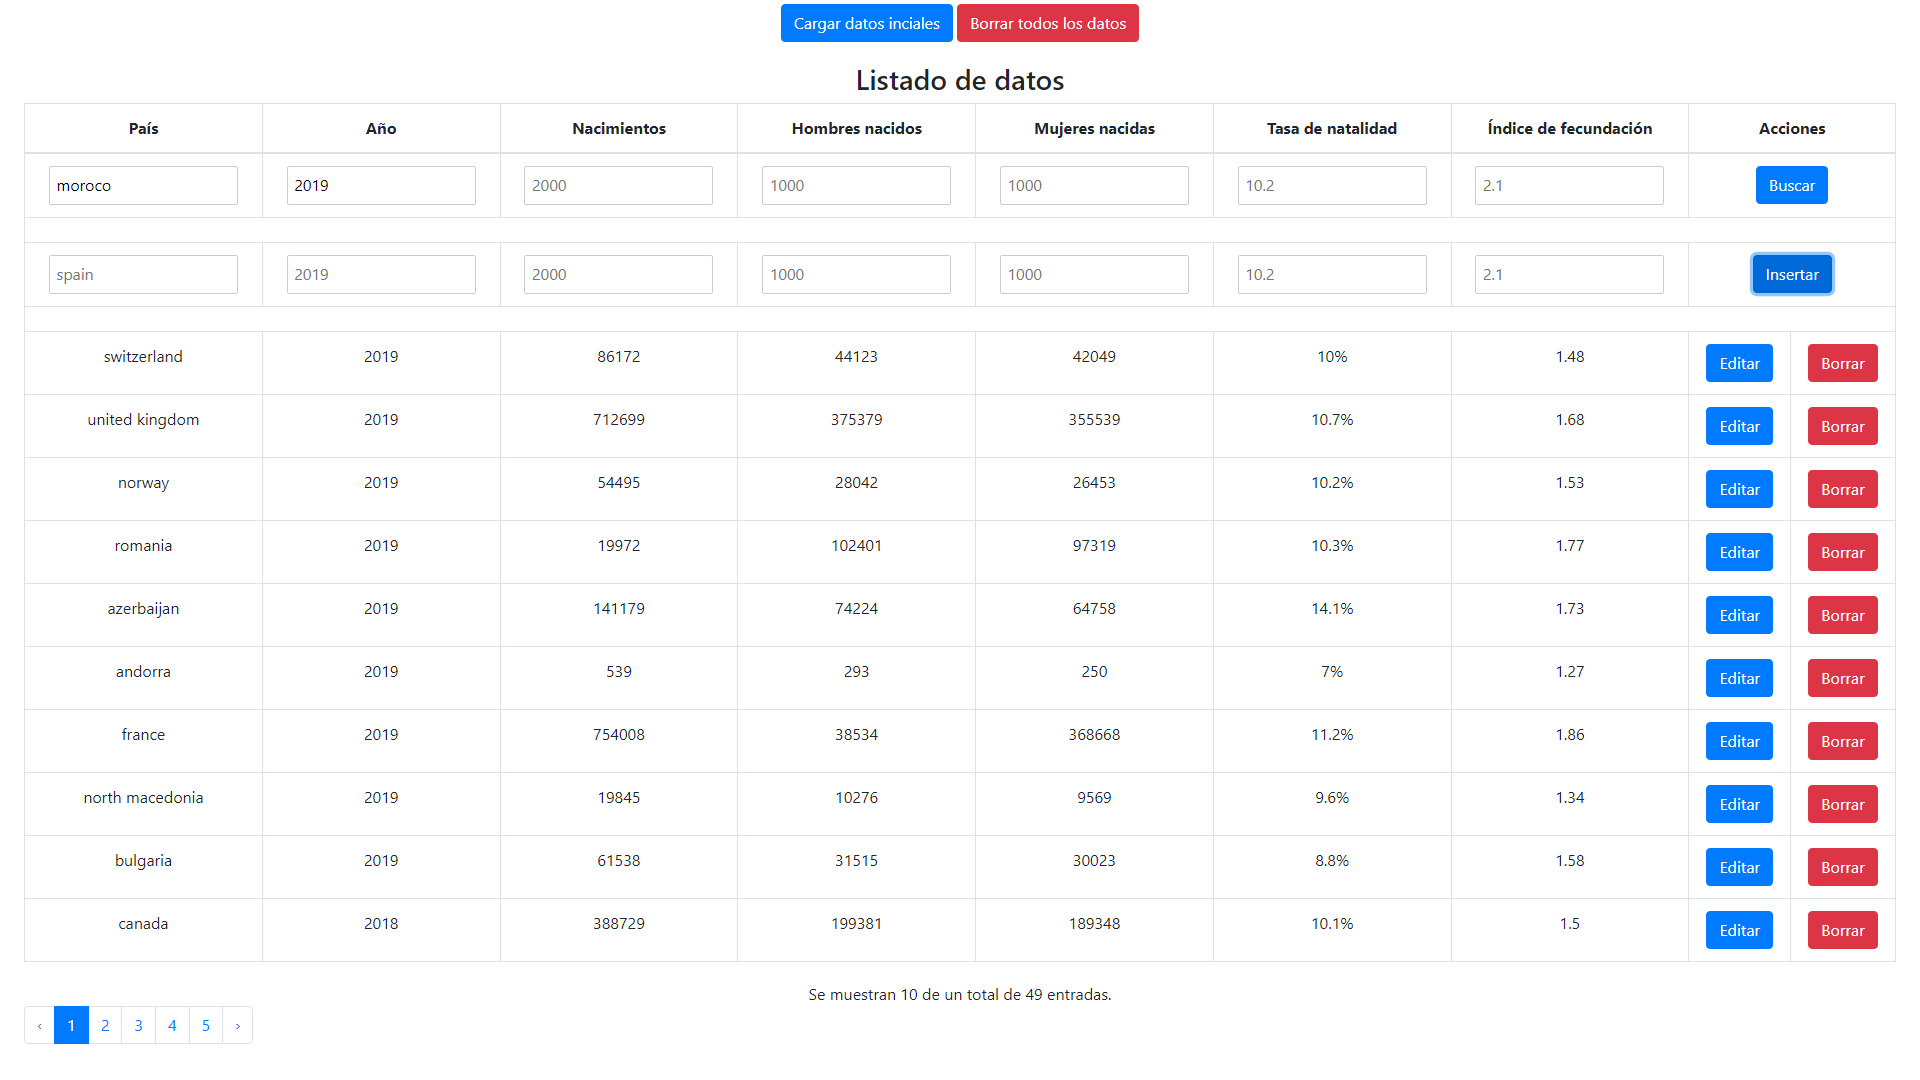 Cargar datos inciales Borrar todos los datos
Listado de datos
País Año Nacimientos Hombres nacidos Mujeres nacidas Tasa de natalidad Índice de fecundación Acciones
moroco 2019 2000 1000 1000 10.2 2.1 Buscar
spain 2019 2000 1000 1000 10.2 2.1 Insertar
switzerland 2019 86172 44123 42049 10% 1.48 Editar Borrar
united kingdom 2019 712699 375379 355539 10.7% 1.68 Editar Borrar
norway 2019 54495 28042 26453 10.2% 1.53 Editar Borrar
romania 2019 19972 102401 97319 10.3% 1.77 Editar Borrar
azerbaijan 2019 141179 74224 64758 14.1% 1.73 Editar Borrar
andorra 2019 539 293 250 7% 1.27 Editar Borrar
france 2019 754008 38534 368668 11.2% 1.86 Editar Borrar
north macedonia 2019 19845 10276 9569 9.6% 1.34 Editar Borrar
bulgaria 2019 61538 31515 30023 8.8% 1.58 Editar Borrar
canada 2018 388729 199381 189348 10.1% 1.5 Editar Borrar
Se muestran 10 de un total de 49 entradas.
‹ 1 2 3 4 5 ›